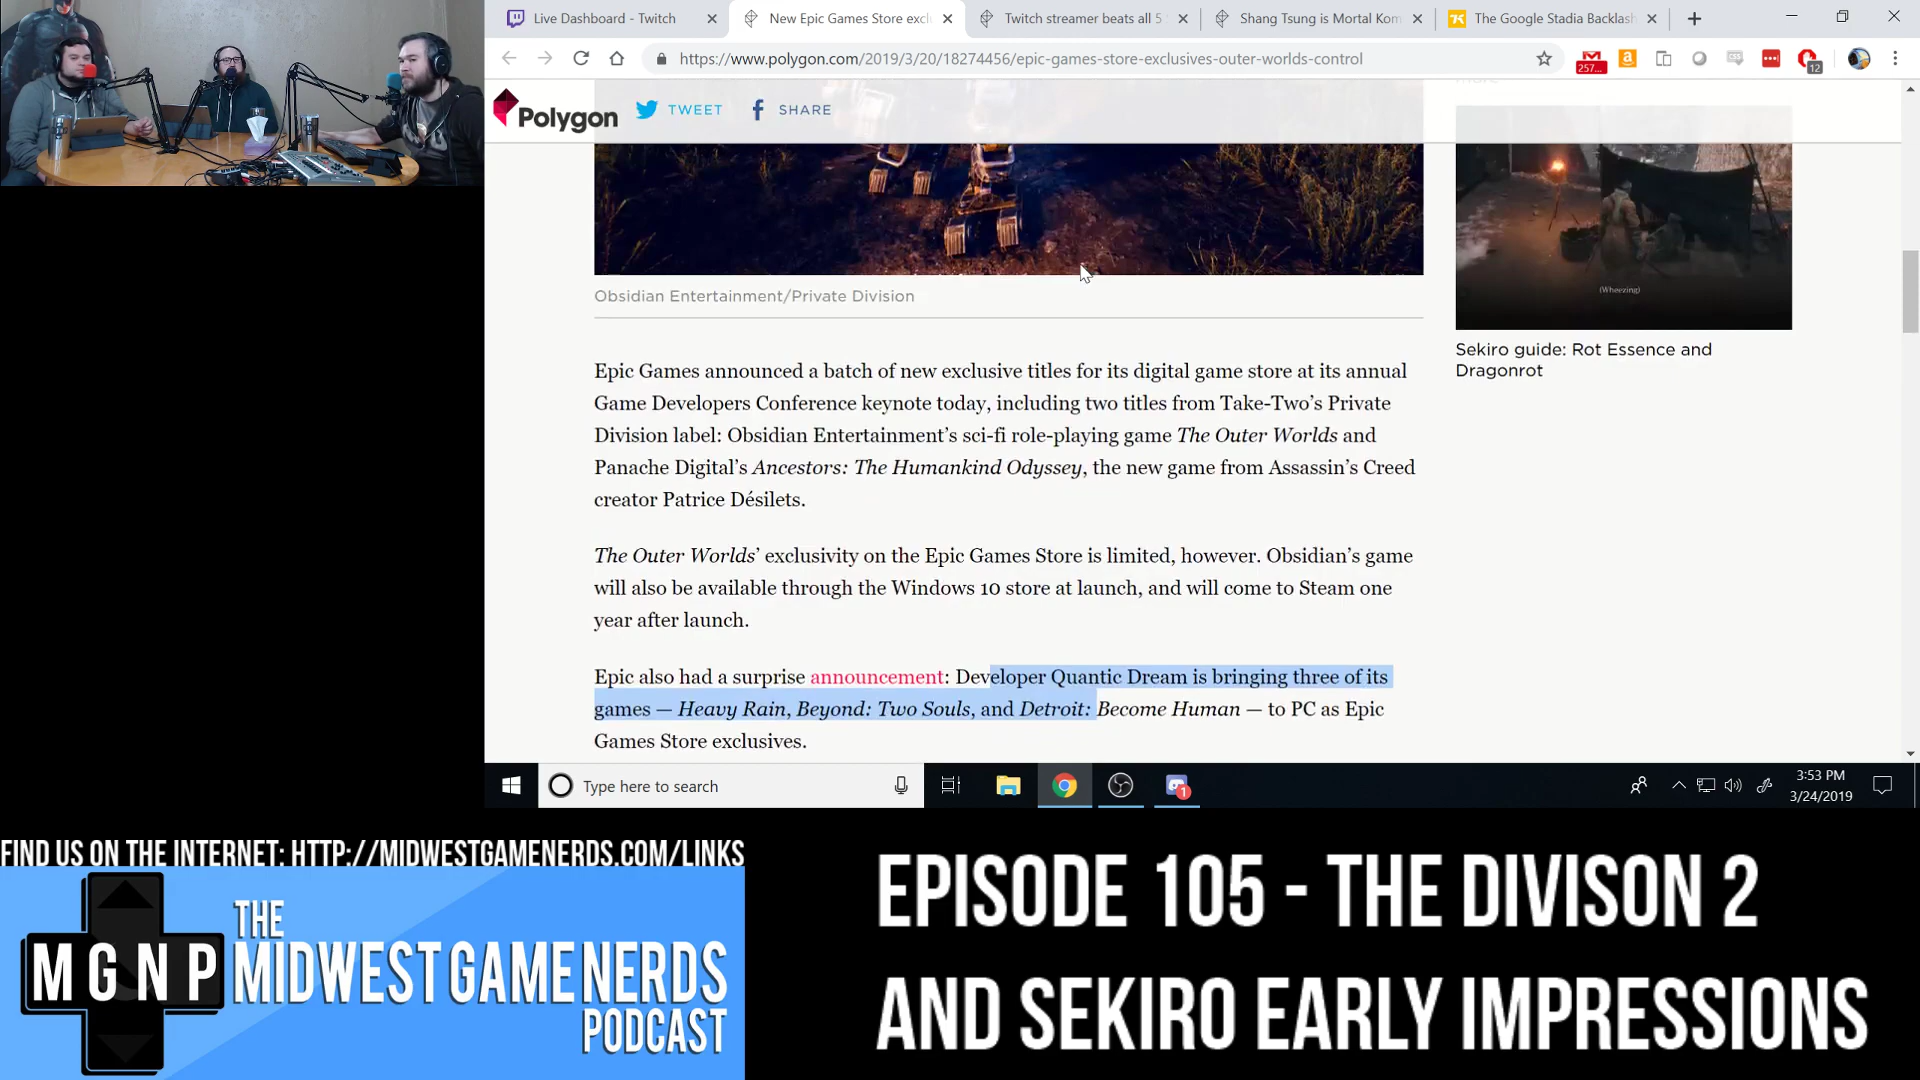 Live Dashboard - Twitch
New Epic Games Store excl
Twitch streamer beats all 5
Shang Tsung is Mortal Kom
The Google Stadia Backlash
https://www.polygon.com/2019/3/20/18274456/epic-games-store-exclusives-outer-worlds-control
257...
12
Polygon
TWEET
SHARE
(Wheezing)
Obsidian Entertainment/Private Division
Sekiro guide: Rot Essence and
Dragonrot
Epic Games announced a batch of new exclusive titles for its digital game store at its annual
Game Developers Conference keynote today, including two titles from Take-Two’s Private
Division label: Obsidian Entertainment’s sci-fi role-playing game The Outer Worlds and
Panache Digital’s Ancestors: The Humankind Odyssey, the new game from Assassin’s Creed
creator Patrice Désilets.
The Outer Worlds’ exclusivity on the Epic Games Store is limited, however. Obsidian’s game
will also be available through the Windows 10 store at launch, and will come to Steam one
year after launch.
Epic also had a surprise announcement: Developer Quantic Dream is bringing three of its
games — Heavy Rain, Beyond: Two Souls, and Detroit: Become Human — to PC as Epic
Games Store exclusives.
Type here to search
1
3:53 PM
3/24/2019
FIND US ON THE INTERNET: HTTP://MIDWESTGAMENERDS.COM/LINKS
MGNP
THE
MIDWEST GAME NERDS
PODCAST
EPISODE 105 - THE DIVISON 2
AND SEKIRO EARLY IMPRESSIONS